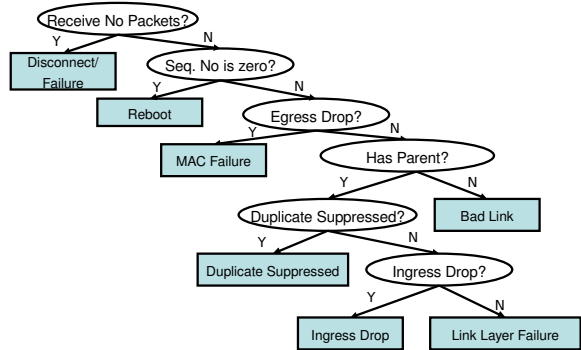 Receive No Packets?
Y
N
Disconnect/
Failure
Seq. No is zero?
Y
N
Reboot
Egress Drop?
Y
N
MAC Failure
Has Parent?
Y
N
Duplicate Suppressed?
Bad Link
Y
N
Duplicate Suppressed
Ingress Drop?
Y
N
Ingress Drop
Link Layer Failure